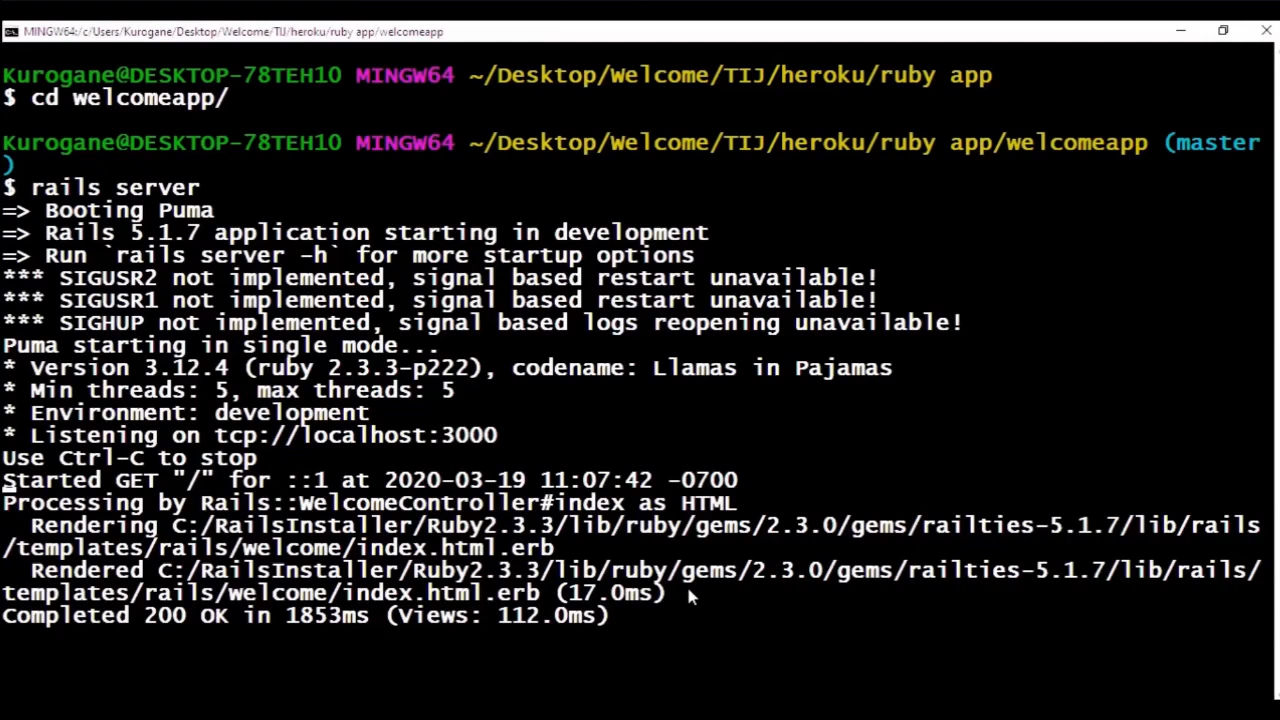 MINGW64:/c/Users/Kurogane/Desktop/Welcome/TIJ/heroku/ruby app/welcomeapp
Kurogane@DESKTOP-78TEH10 MINGW64 ~/Desktop/Welcome/TIJ/heroku/ruby app
$ cd welcomeapp/
Kurogane@DESKTOP-78TEH10 MINGW64 ~/Desktop/Welcome/TIJ/heroku/ruby app/welcomeapp (master
)
$ rails server
=> Booting Puma
=> Rails 5.1.7 application starting in development
=> Run `rails server -h` for more startup options
*** SIGUSR2 not implemented, signal based restart unavailable!
*** SIGUSR1 not implemented, signal based restart unavailable!
*** SIGHUP not implemented, signal based logs reopening unavailable!
Puma starting in single mode...
* Version 3.12.4 (ruby 2.3.3-p222), codename: Llamas in Pajamas
* Min threads: 5, max threads: 5
* Environment: development
* Listening on tcp://localhost:3000
Use Ctrl-C to stop
Started GET "/" for ::1 at 2020-03-19 11:07:42 -0700
Processing by Rails::WelcomeController#index as HTML
  Rendering C:/RailsInstaller/Ruby2.3.3/lib/ruby/gems/2.3.0/gems/railties-5.1.7/lib/rails
/templates/rails/welcome/index.html.erb
  Rendered C:/RailsInstaller/Ruby2.3.3/lib/ruby/gems/2.3.0/gems/railties-5.1.7/lib/rails/
templates/rails/welcome/index.html.erb (17.0ms)
Completed 200 OK in 1853ms (Views: 112.0ms)